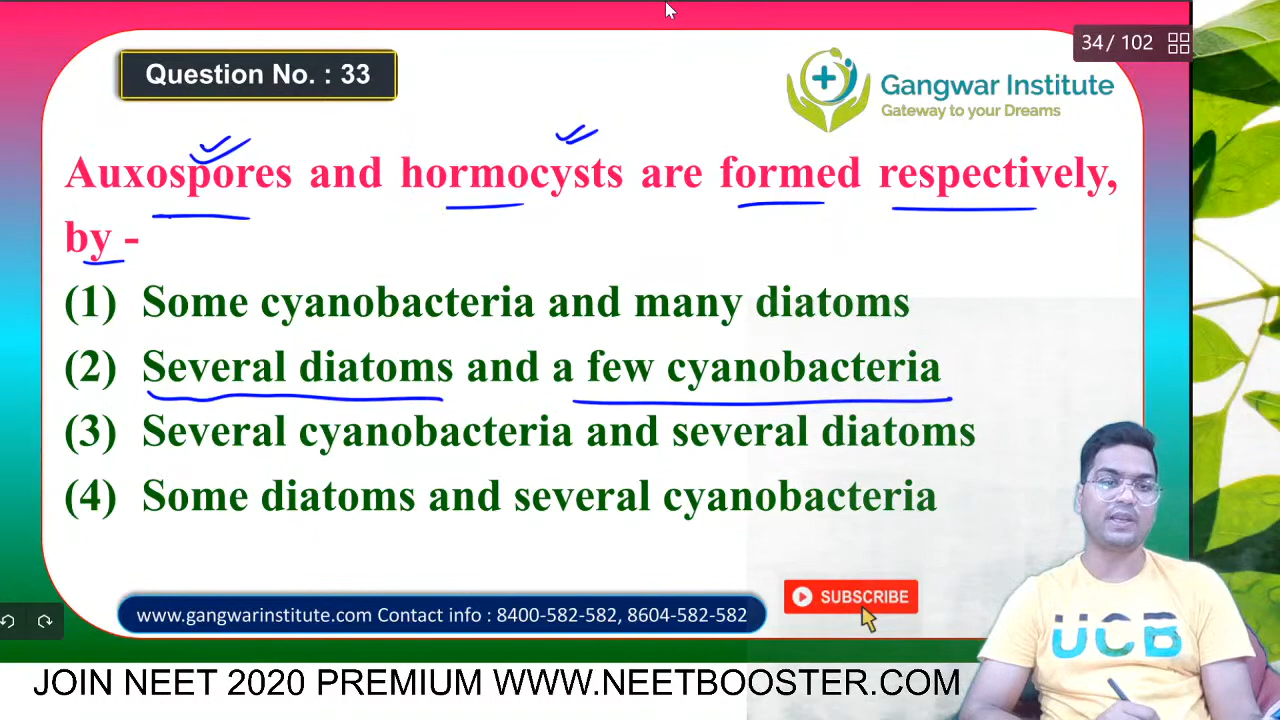 34 / 102
Question No. : 33
Gangwar Institute
Gateway to your Dreams
Auxospores and hormocysts are formed respectively,
by -
(1) Some cyanobacteria and many diatoms
(2) Several diatoms and a few cyanobacteria
(3) Several cyanobacteria and several diatoms
(4) Some diatoms and several cyanobacteria
SUBSCRIBE
www.gangwarinstitute.com Contact info : 8400-582-582, 8604-582-582
UCB
JOIN NEET 2020 PREMIUM WWW.NEETBOOSTER.COM